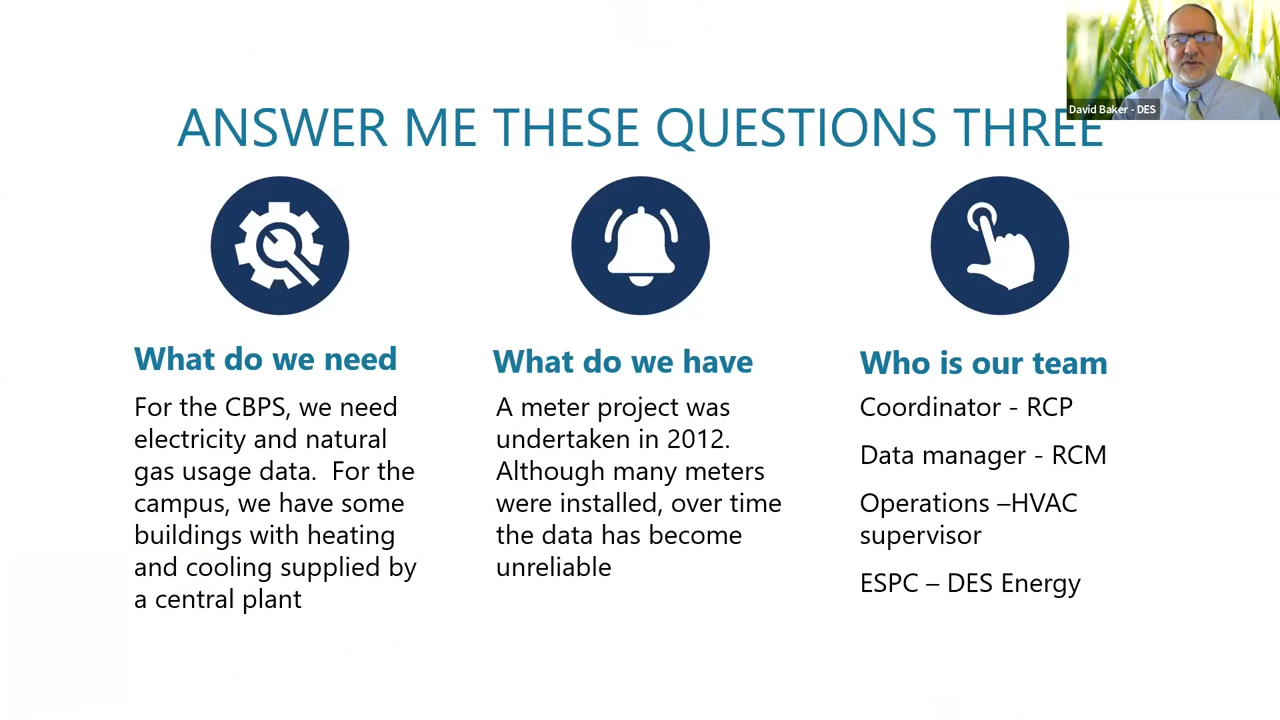 David Baker - DES
ANSWER ME THESE QUESTIONS THREE
What do we need
For the CBPS, we need
electricity and natural
gas usage data.  For the
campus, we have some
buildings with heating
and cooling supplied by
a central plant
What do we have
A meter project was
undertaken in 2012.
Although many meters
were installed, over time
the data has become
unreliable
Who is our team
Coordinator - RCP
Data manager - RCM
Operations –HVAC
supervisor
ESPC – DES Energy